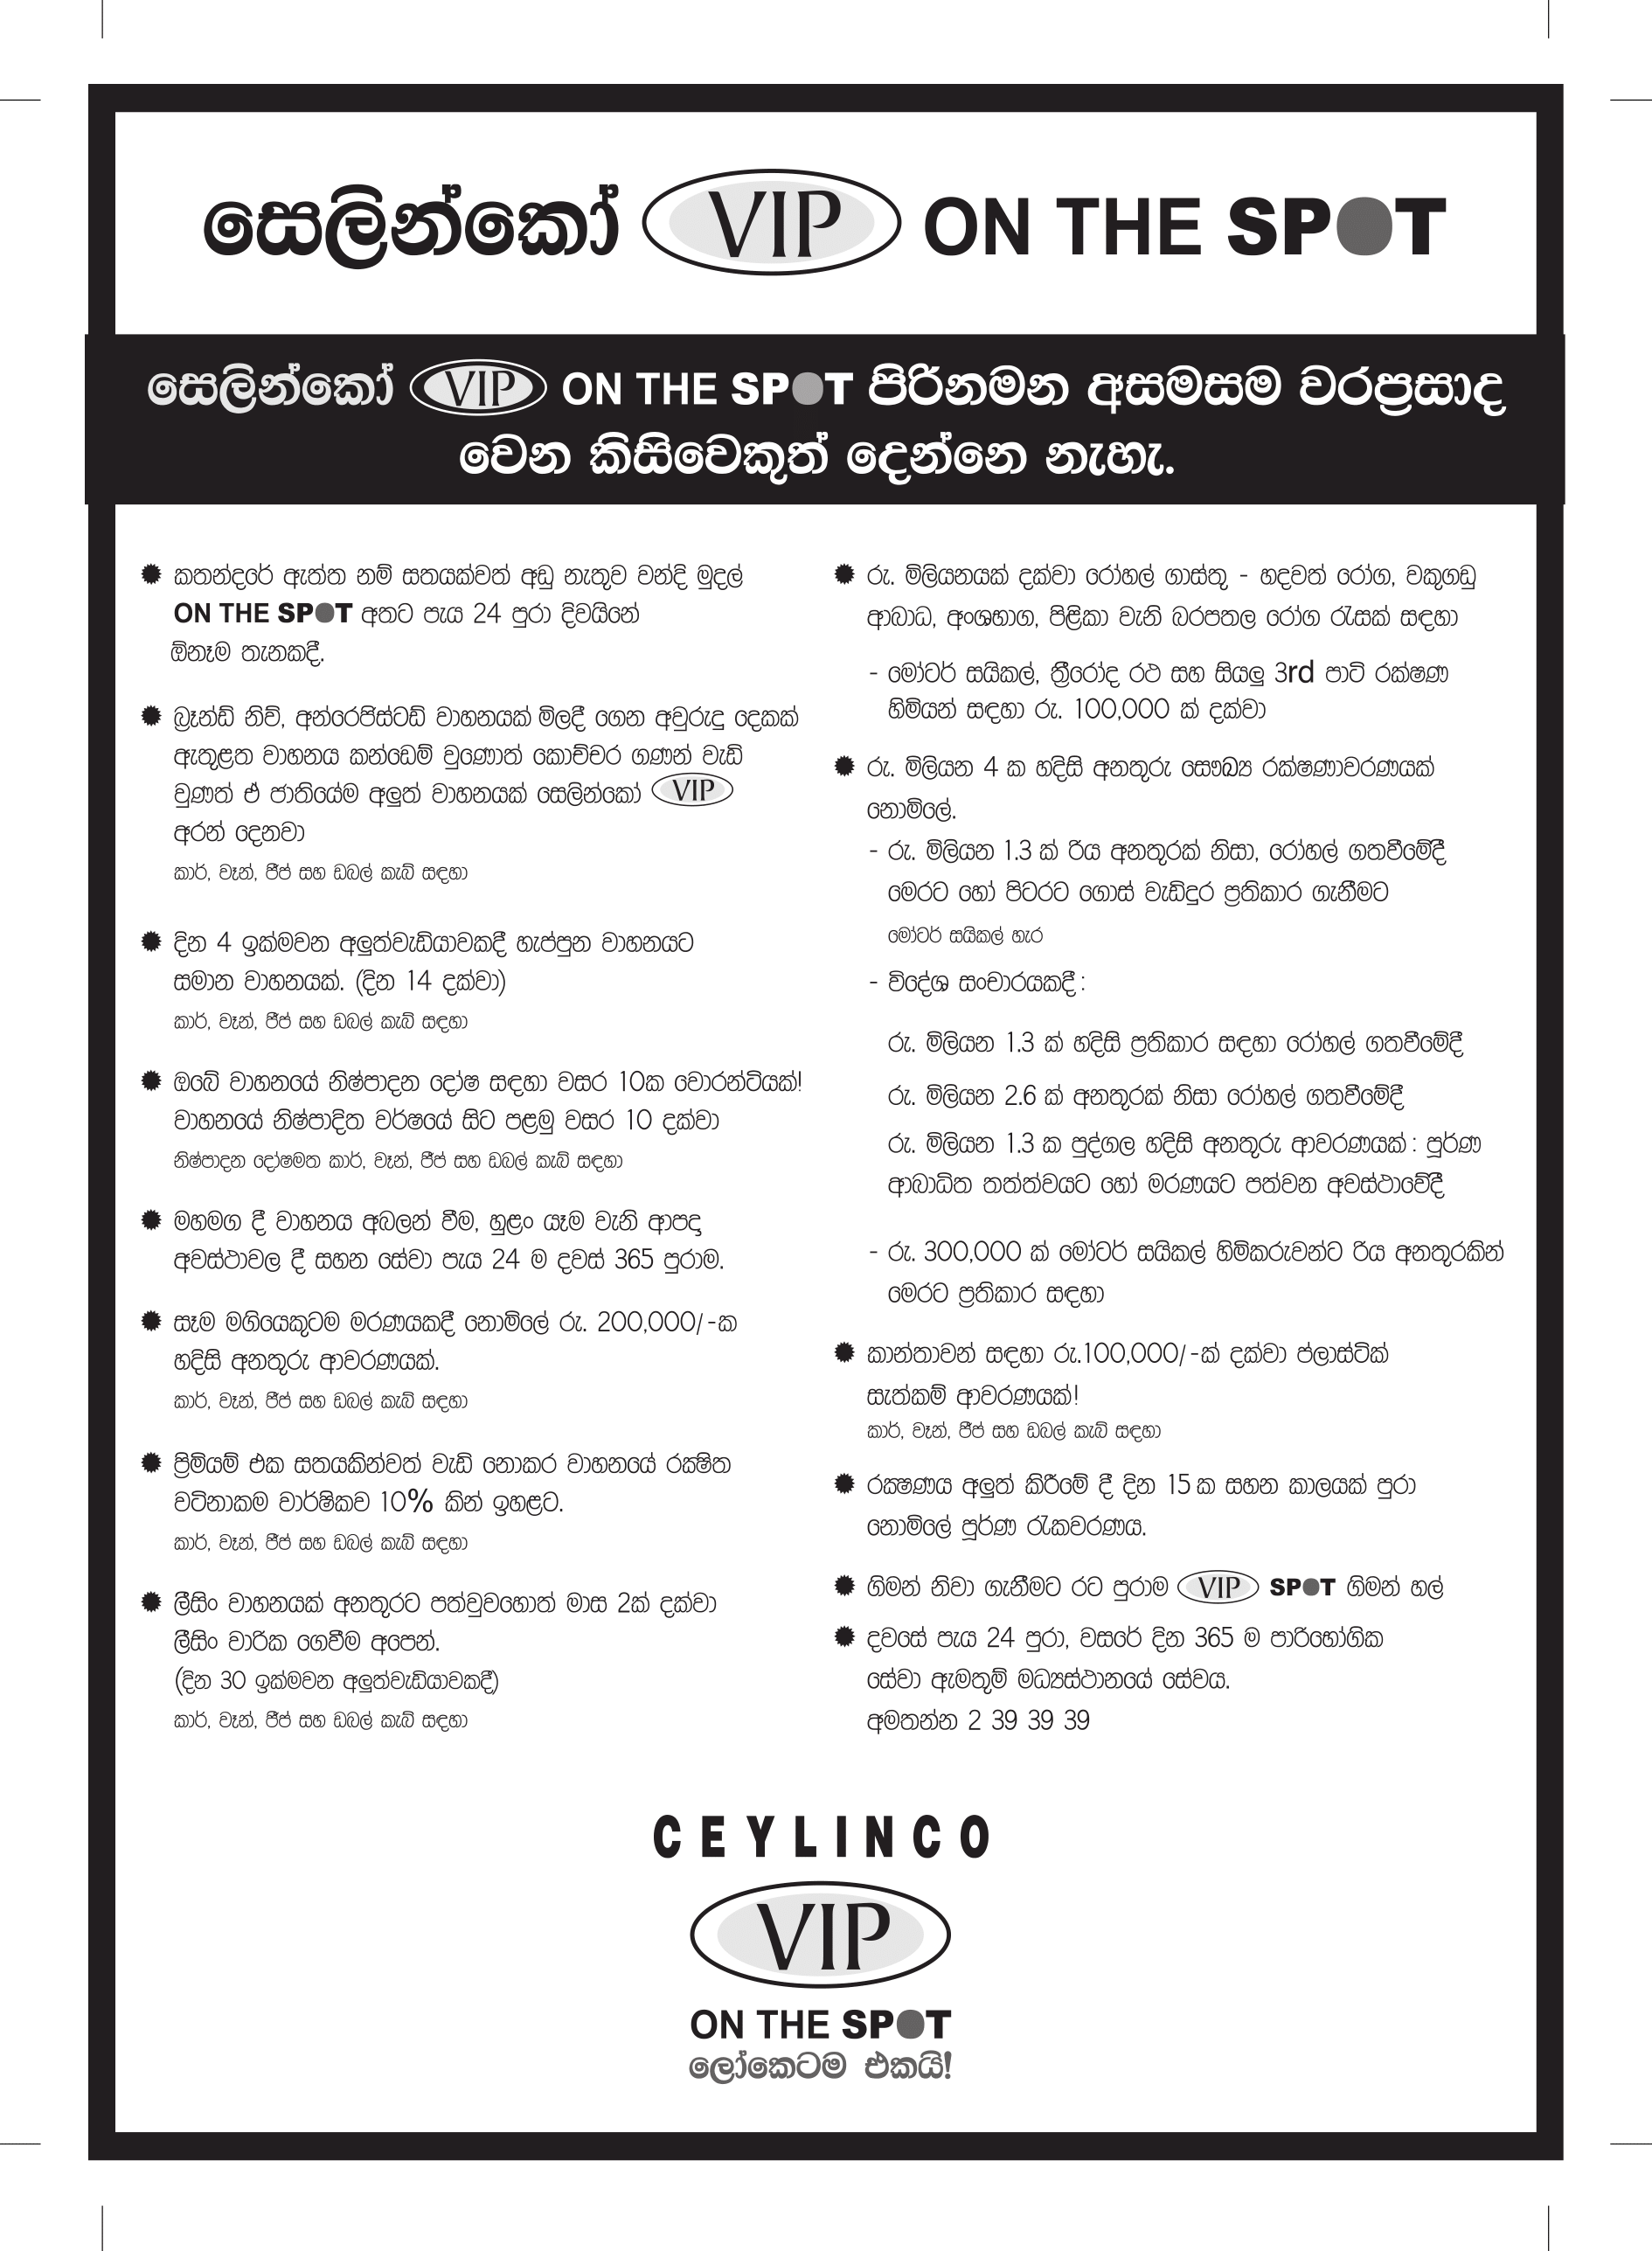 සෙලින්කෝ VIP ON THE SPOT
සෙලින්කෝ VIP ON THE SPOT පිරිනමන අසමසම වරප්‍රසාද
වෙන කිසිවෙකුත් දෙන්නෙ නැහැ.
කතන්දරේ ඇත්ත නම් සතයක්වත් අඩු නැතුව වන්දි මුදල්
ON THE SPOT අතට පැය 24 පුරා දිවයිනේ
ඕනෑම තැනකදී.
බ්‍රෑන්ඩ් නිව්, අන්රෙජිස්ටඩ් වාහනයක් මිලදී ගෙන අවුරුදු දෙකක්
ඇතුළත වාහනය කන්ඩෙම් වුණොත් කොච්චර ගණන් වැඩි
වුණත් ඒ ජාතියේම අලුත් වාහනයක් සෙලින්කෝ VIP
අරන් දෙනවා
කාර්, වෑන්, ජීප් සහ ඩබල් කැබ් සඳහා
දින 4 ඉක්මවන අලුත්වැඩියාවකදී හැප්පුන වාහනයට
සමාන වාහනයක්. (දින 14 දක්වා)
කාර්, වෑන්, ජීප් සහ ඩබල් කැබ් සඳහා
ඔබේ වාහනයේ නිෂ්පාදන දෝෂ සඳහා වසර 10ක වොරන්ටියක්!
වාහනයේ නිෂ්පාදිත වර්ෂයේ සිට පළමු වසර 10 දක්වා
නිෂ්පාදන දෝෂමත කාර්, වෑන්, ජීප් සහ ඩබල් කැබ් සඳහා
මහමග දී වාහනය අබලන් වීම, හුළං යෑම වැනි ආපදා
අවස්ථාවල දී සහන සේවා පැය 24 ම දවස් 365 පුරාම.
සෑම මගියෙකුටම මරණයකදී නොමිලේ රු. 200,000/-ක
හදිසි අනතුරු ආවරණයක්.
කාර්, වෑන්, ජීප් සහ ඩබල් කැබ් සඳහා
ප්‍රිමියම් එක සතයකින්වත් වැඩි නොකර වාහනයේ රක්‍ෂිත
වටිනාකම වාර්ෂිකව 10% කින් ඉහළට.
කාර්, වෑන්, ජීප් සහ ඩබල් කැබ් සඳහා
ලීසිං වාහනයක් අනතුරට පත්වුවහොත් මාස 2ක් දක්වා
ලීසිං වාරික ගෙවීම අපෙන්.
(දින 30 ඉක්මවන අලුත්වැඩියාවකදී)
කාර්, වෑන්, ජීප් සහ ඩබල් කැබ් සඳහා
රු. මිලියනයක් දක්වා රෝහල් ගාස්තු - හදවත් රෝග, වකුගඩු
ආබාධ, අංශභාග, පිළිකා වැනි බරපතල රෝග රැසක් සඳහා
- මෝටර් සයිකල්, ත්‍රීරෝද රථ සහ සියලු 3rd පාටි රක්ෂණ
හිමියන් සඳහා රු. 100,000 ක් දක්වා
රු. මිලියන 4 ක හදිසි අනතුරු සෞඛ්‍ය රක්ෂණාවරණයක්
නොමිලේ.
- රු. මිලියන 1.3 ක් රිය අනතුරක් නිසා, රෝහල් ගතවීමේදී
මෙරට හෝ පිටරට ගොස් වැඩිදුර ප්‍රතිකාර ගැනීමට
මෝටර් සයිකල් හැර
- විදේශ සංචාරයකදී :
රු. මිලියන 1.3 ක් හදිසි ප්‍රතිකාර සඳහා රෝහල් ගතවීමේදී
රු. මිලියන 2.6 ක් අනතුරක් නිසා රෝහල් ගතවීමේදී
රු. මිලියන 1.3 ක පුද්ගල හදිසි අනතුරු ආවරණයක් : පූර්ණ
ආබාධිත තත්ත්වයට හෝ මරණයට පත්වන අවස්ථාවේදී
- රු. 300,000 ක් මෝටර් සයිකල් හිමිකරුවන්ට රිය අනතුරකින්
මෙරට ප්‍රතිකාර සඳහා
කාන්තාවන් සඳහා රු.100,000/-ක් දක්වා ප්ලාස්ටික්
සැත්කම් ආවරණයක්!
කාර්, වෑන්, ජීප් සහ ඩබල් කැබ් සඳහා
රක්‍ෂණය අලුත් කිරීමේ දී දින 15 ක සහන කාලයක් පුරා
නොමිලේ පූර්ණ රැකවරණය.
ගිමන් නිවා ගැනීමට රට පුරාම VIP SPOT ගිමන් හල්
දවසේ පැය 24 පුරා, වසරේ දින 365 ම පාරිභෝගික
සේවා ඇමතුම් මධ්‍යස්ථානයේ සේවය.
අමතන්න 2 39 39 39
CEYLINCO
VIP
ON THE SPOT
ලෝකෙටම එකයි!